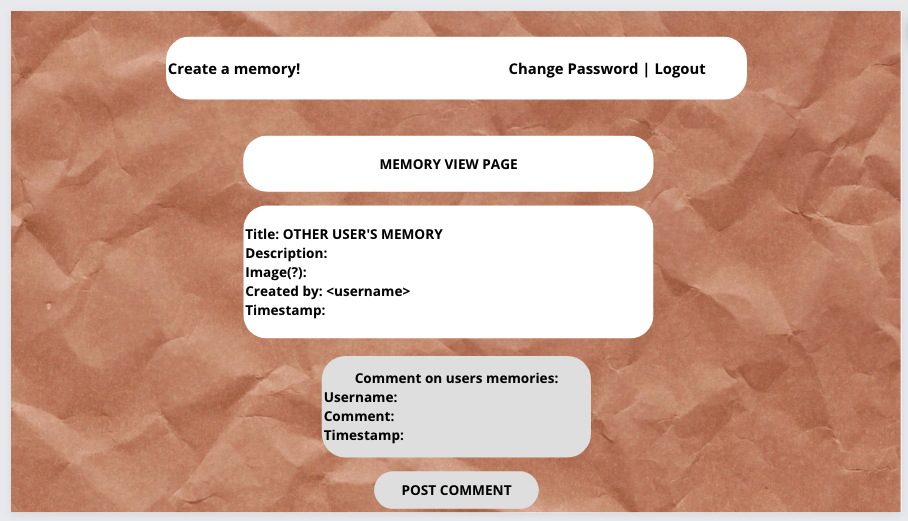 Create a memory! Change Password | Logout
MEMORY VIEW PAGE
Title: OTHER USER'S MEMORY
Description:
Image(?):
Created by: <username>
Timestamp:
Comment on users memories:
Username:
Comment:
Timestamp:
POST COMMENT